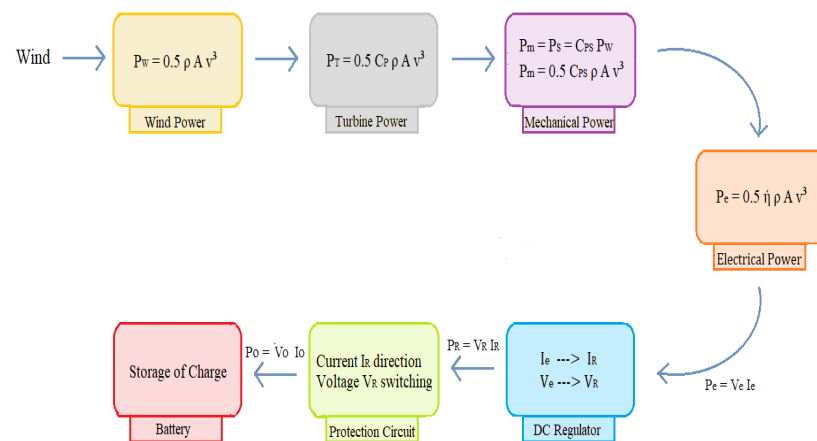 Wind
Pw = 0.5 ρ A v³
Wind Power
PT = 0.5 CP ρ A v³
Turbine Power
Pm = PS = CPS PW
Pm = 0.5 CPS ρ A v³
Mechanical Power
Pe = 0.5 ή ρ A v³
Electrical Power
Pe = Ve Ie
Ie ---> IR
Ve ---> VR
DC Regulator
PR = VR IR
Current IR direction
Voltage VR switching
Protection Circuit
Po = Vo Io
Storage of Charge
Battery